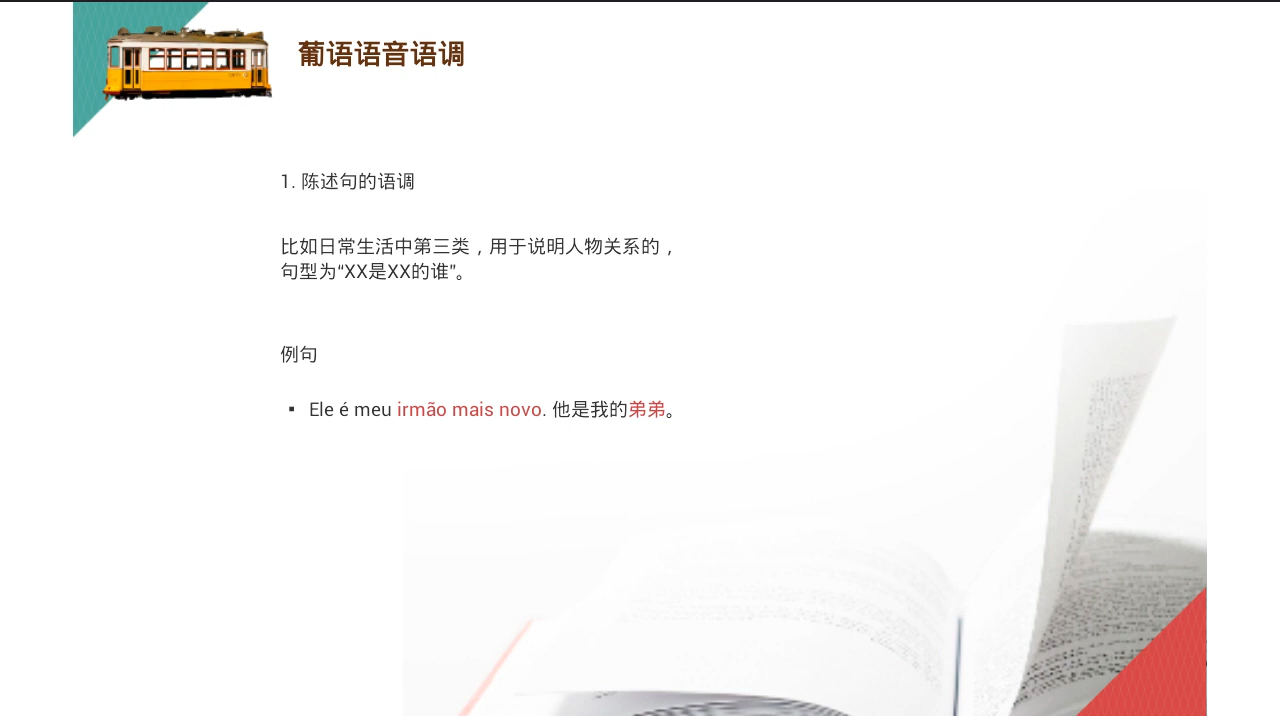 葡语语音语调
1. 陈述句的语调
比如日常生活中第三类，用于说明人物关系的，
句型为“XX是XX的谁”。
例句
▪ Ele é meu irmão mais novo. 他是我的弟弟。